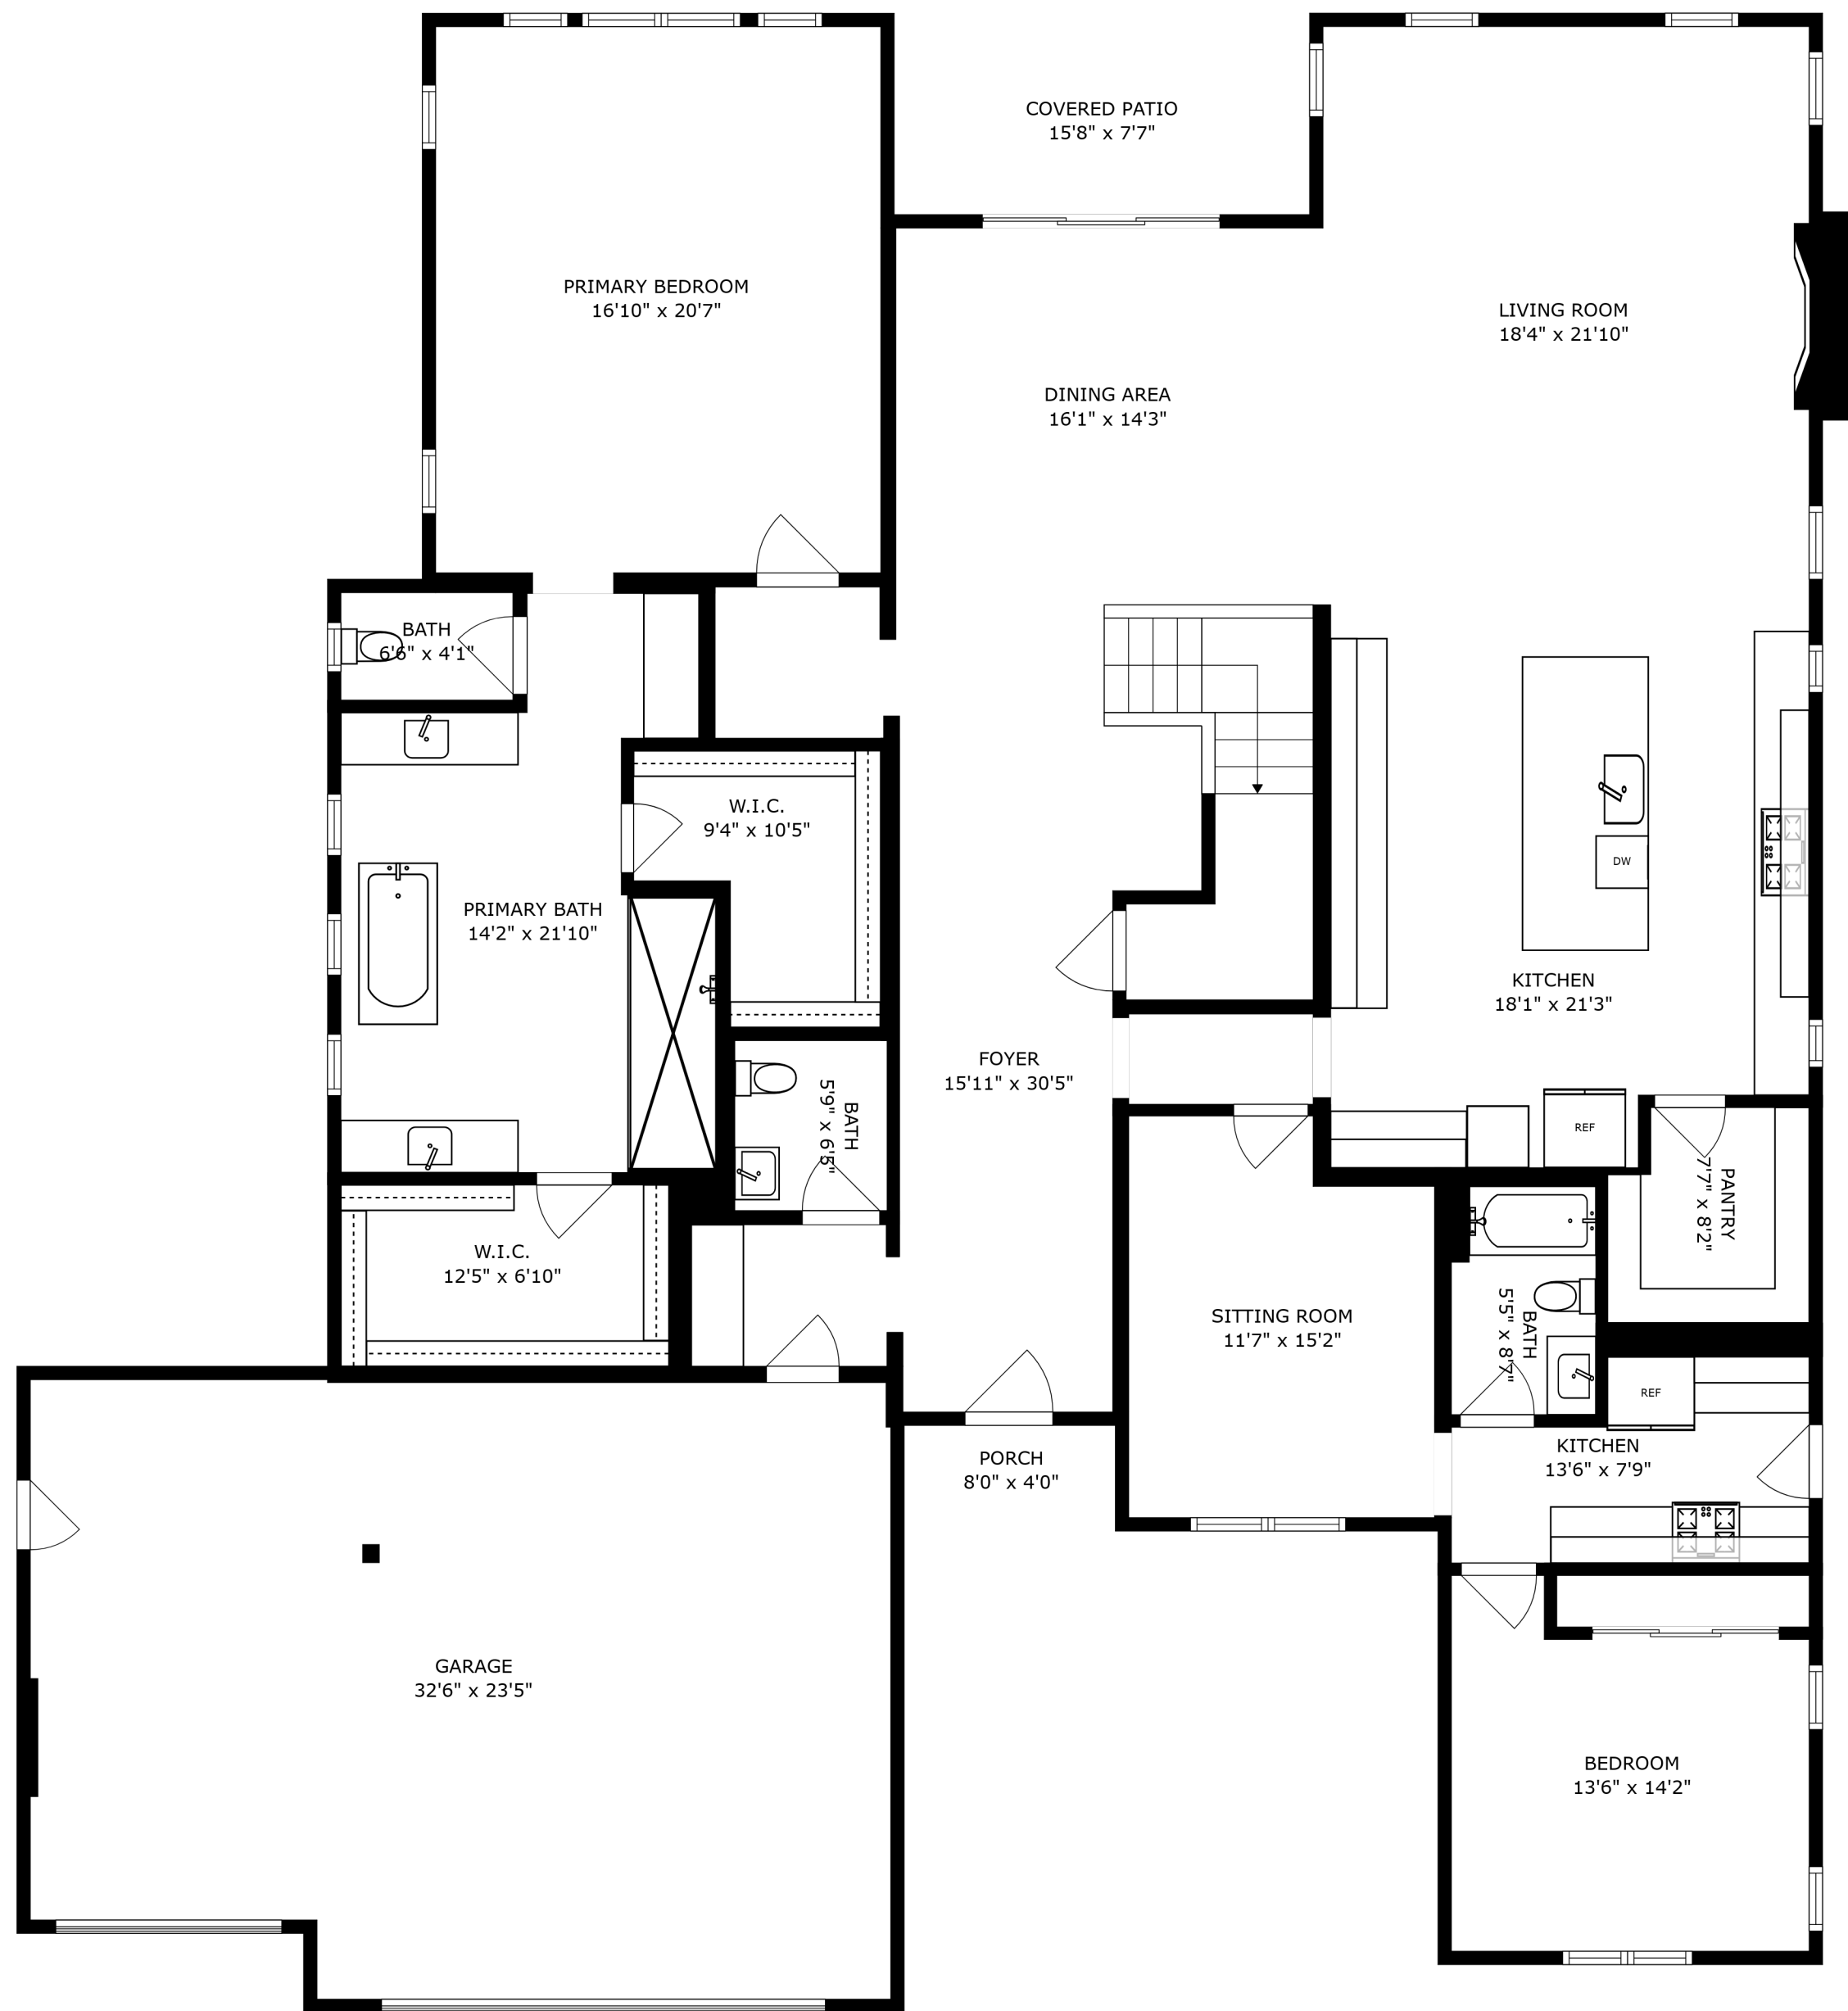 COVERED PATIO
15'8" x 7'7"
PRIMARY BEDROOM
16'10" x 20'7"
LIVING ROOM
18'4" x 21'10"
DINING AREA
16'1" x 14'3"
BATH
6'6" x 4'1"
W.I.C.
9'4" x 10'5"
DW
PRIMARY BATH
14'2" x 21'10"
KITCHEN
18'1" x 21'3"
FOYER
15'11" x 30'5"
BATH
5'9" x 6'5"
REF
PANTRY
7'7" x 8'2"
W.I.C.
12'5" x 6'10"
SITTING ROOM
11'7" x 15'2"
BATH
5'5" x 8'7"
REF
KITCHEN
13'6" x 7'9"
PORCH
8'0" x 4'0"
GARAGE
32'6" x 23'5"
BEDROOM
13'6" x 14'2"